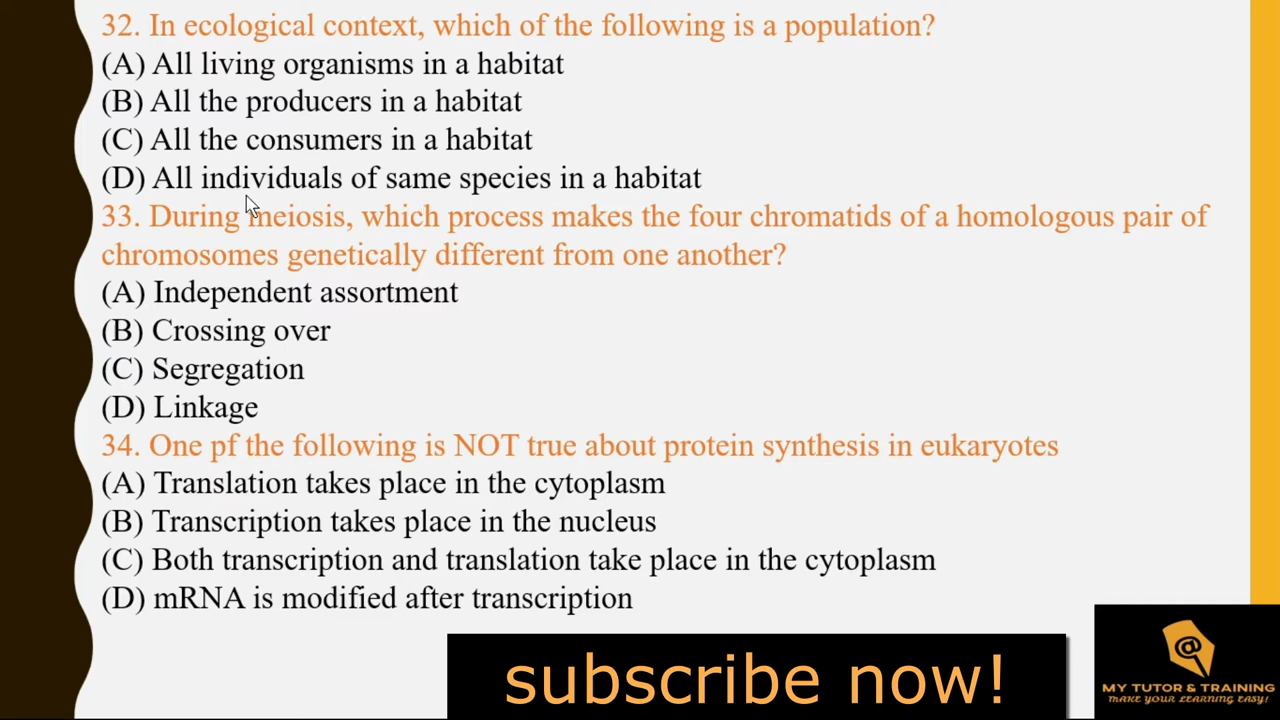 32. In ecological context, which of the following is a population?
(A) All living organisms in a habitat
(B) All the producers in a habitat
(C) All the consumers in a habitat
(D) All individuals of same species in a habitat
33. During meiosis, which process makes the four chromatids of a homologous pair of
chromosomes genetically different from one another?
(A) Independent assortment
(B) Crossing over
(C) Segregation
(D) Linkage
34. One pf the following is NOT true about protein synthesis in eukaryotes
(A) Translation takes place in the cytoplasm
(B) Transcription takes place in the nucleus
(C) Both transcription and translation take place in the cytoplasm
(D) mRNA is modified after transcription
subscribe now!
@
MY TUTOR & TRAINING
MAKE YOUR LEARNING EASY!